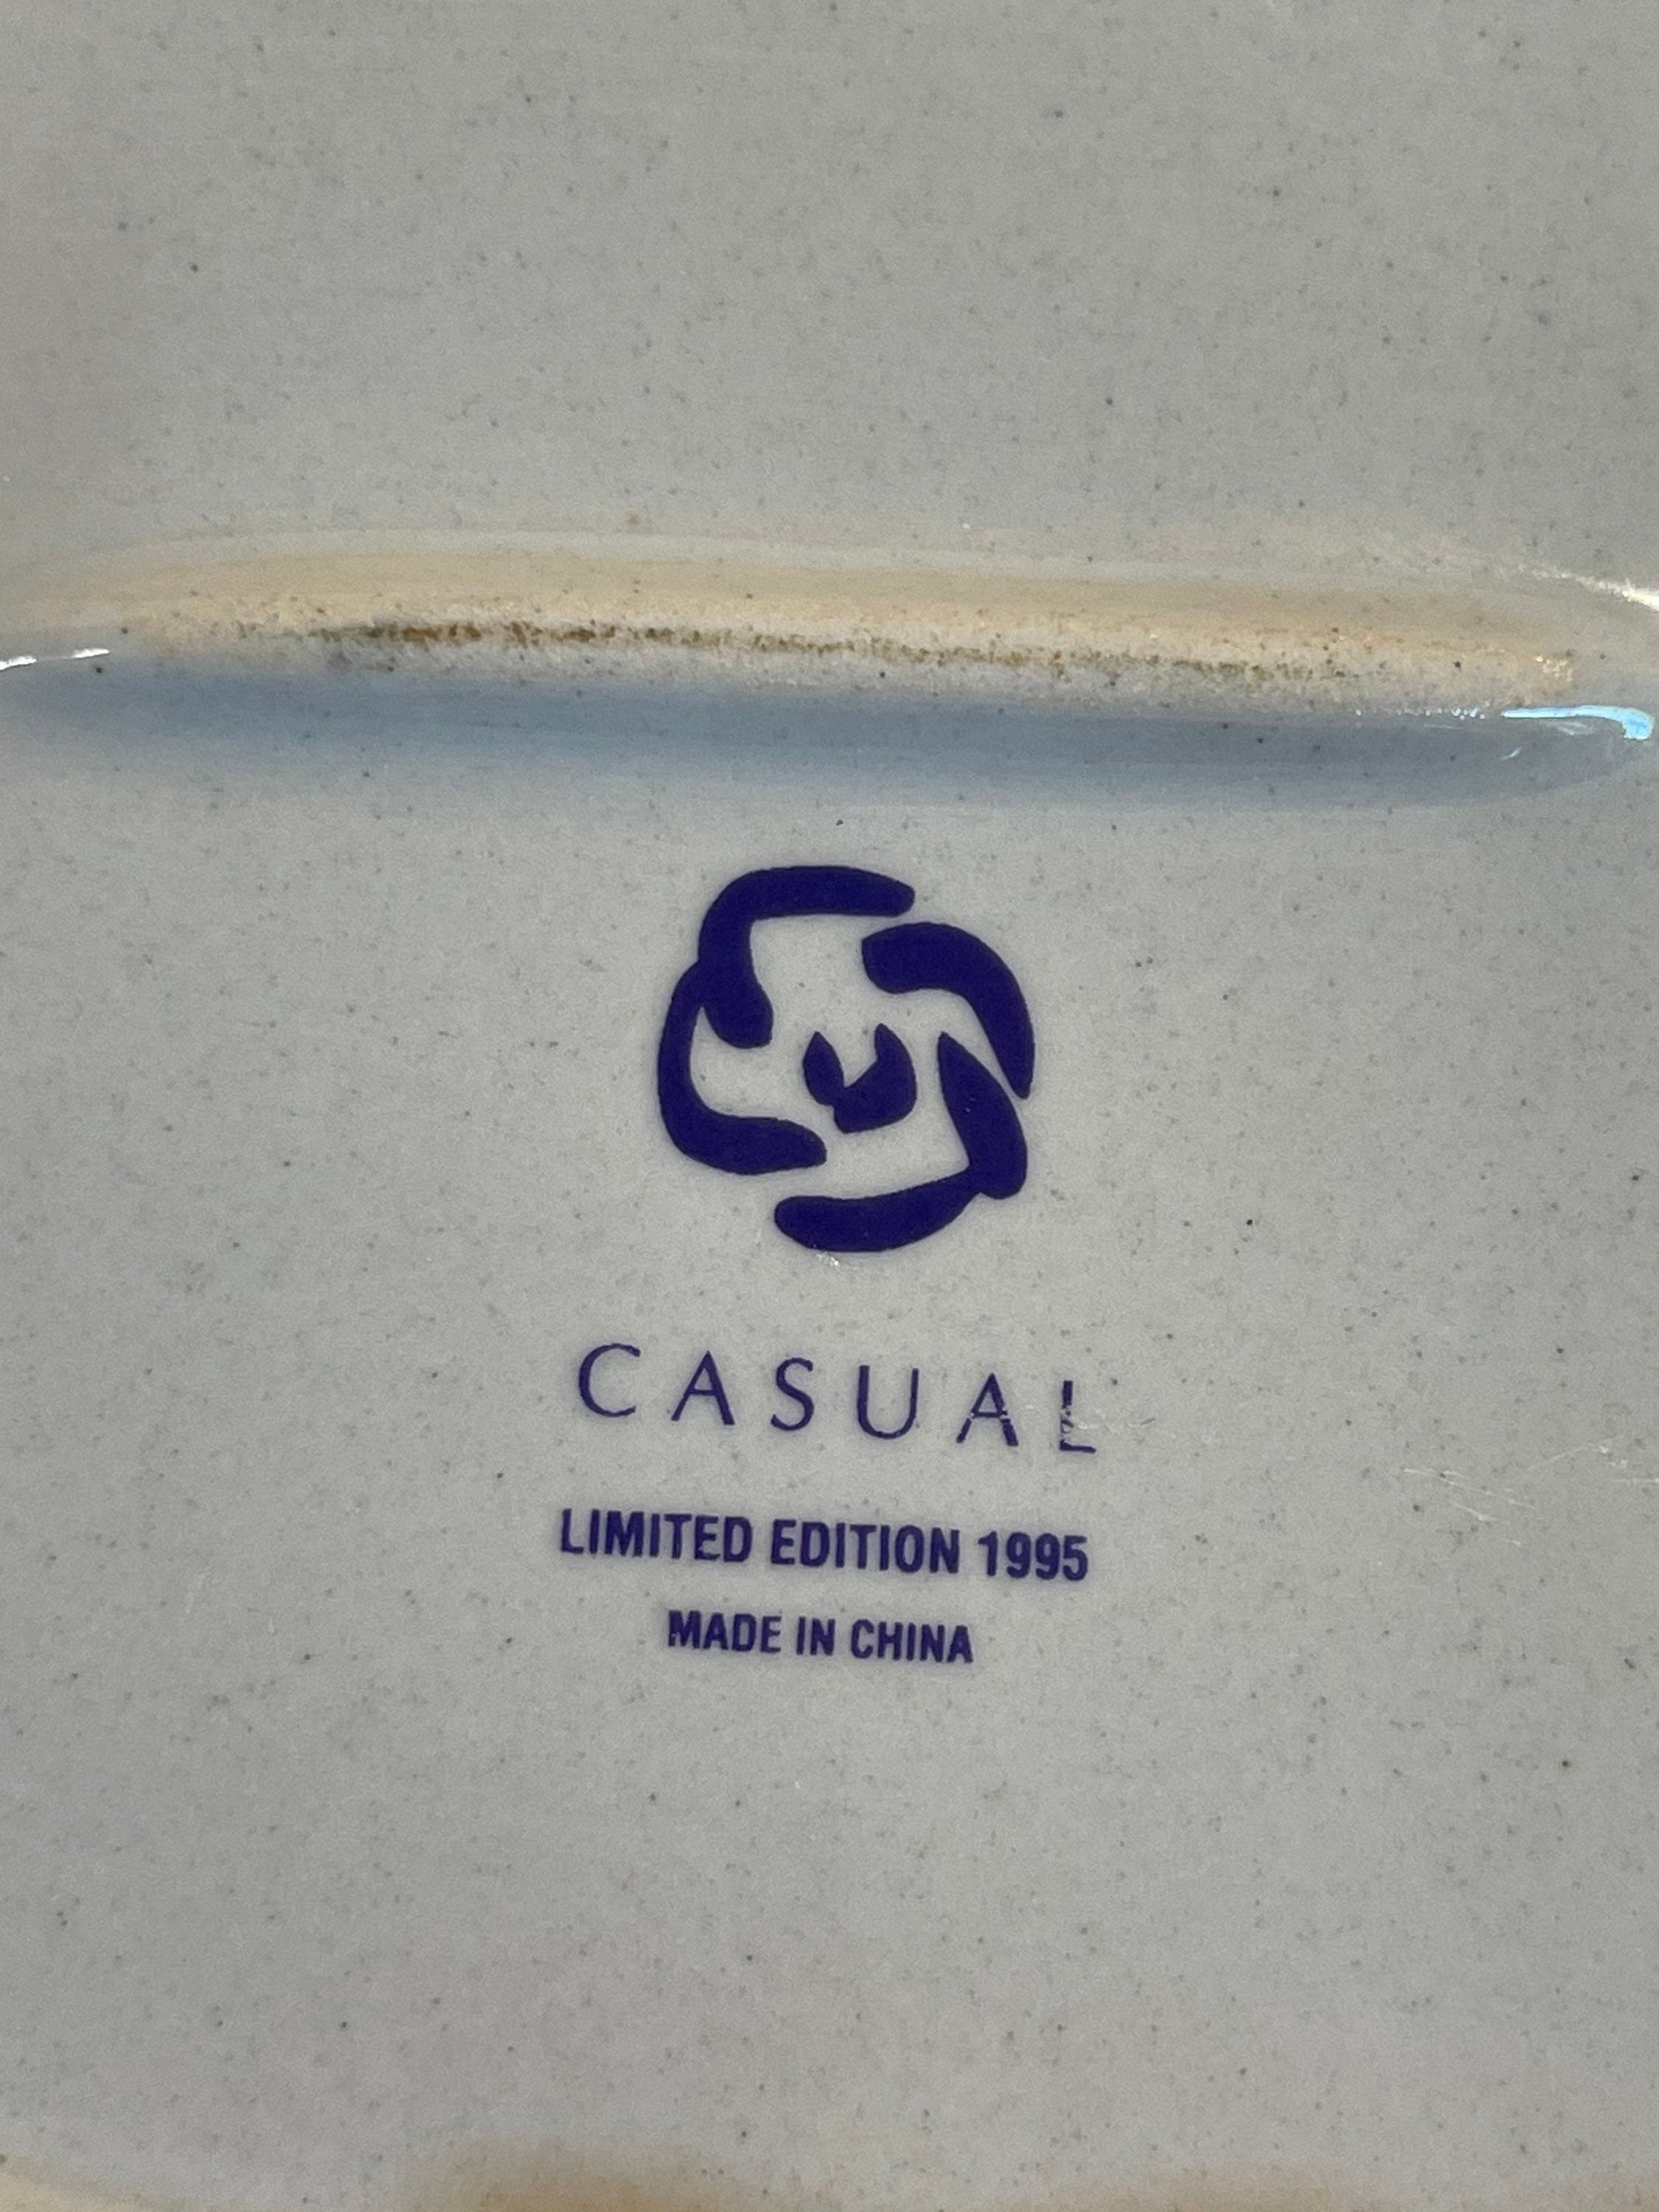 CASUAL
LIMITED EDITION 1995
MADE IN CHINA